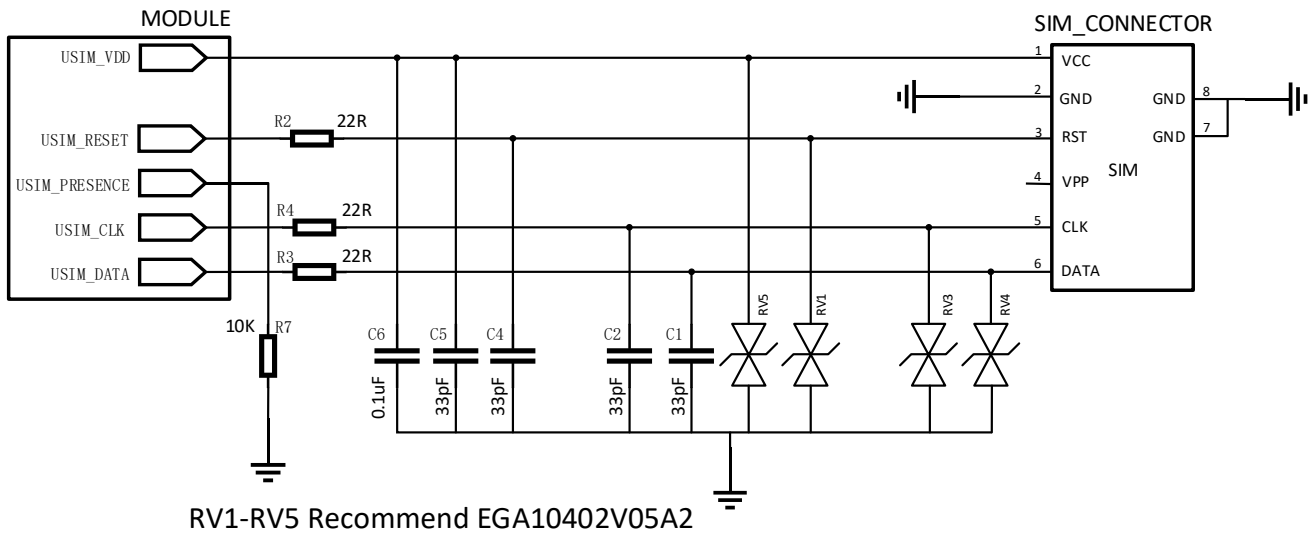 MODULE
SIM_CONNECTOR
USIM_VDD
1
VCC
2
GND
GND
8
USIM_RESET
R2
22R
3
RST
GND
7
USIM_PRESENCE
4
VPP
SIM
USIM_CLK
R4
22R
5
CLK
USIM_DATA
R3
22R
6
DATA
10K
R7
C6
0.1uF
C5
33pF
C4
33pF
C2
33pF
C1
33pF
RV5
RV1
RV3
RV4
RV1-RV5 Recommend EGA10402V05A2